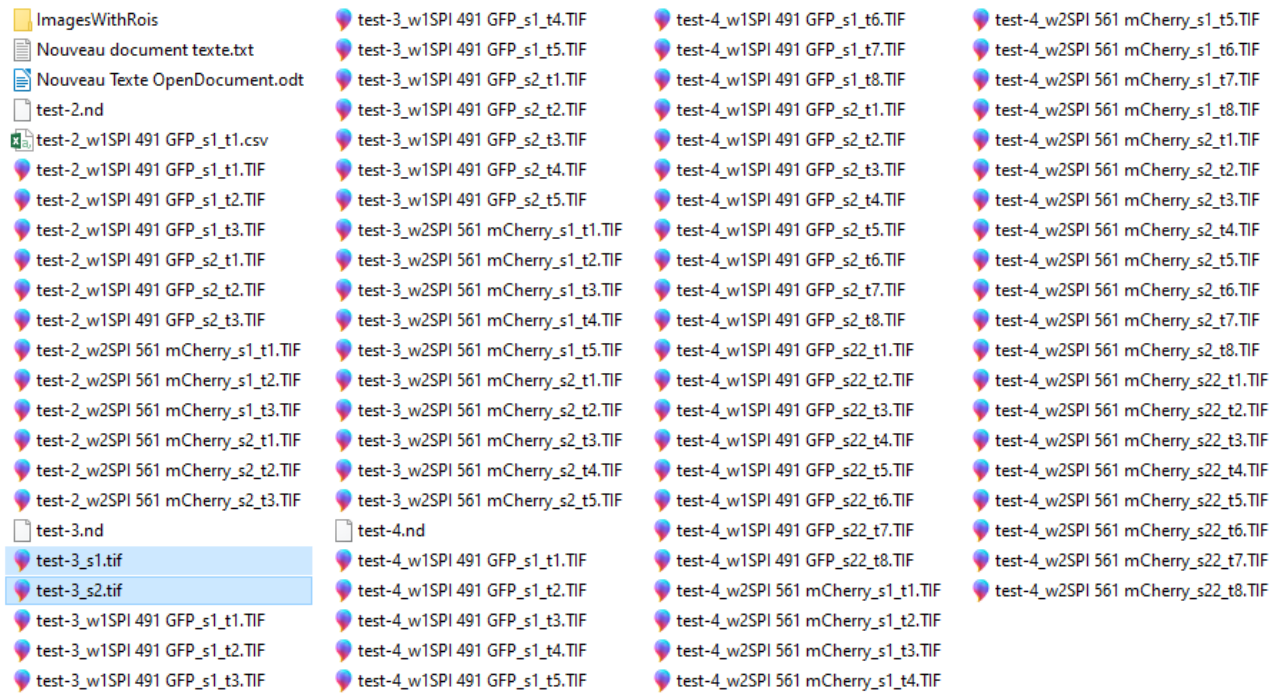 ImagesWithRois
Nouveau document texte.txt
Nouveau Texte OpenDocument.odt
test-2.nd
test-2_w1SPI 491 GFP_s1_t1.csv
test-2_w1SPI 491 GFP_s1_t1.TIF
test-2_w1SPI 491 GFP_s1_t2.TIF
test-2_w1SPI 491 GFP_s1_t3.TIF
test-2_w1SPI 491 GFP_s2_t1.TIF
test-2_w1SPI 491 GFP_s2_t2.TIF
test-2_w1SPI 491 GFP_s2_t3.TIF
test-2_w2SPI 561 mCherry_s1_t1.TIF
test-2_w2SPI 561 mCherry_s1_t2.TIF
test-2_w2SPI 561 mCherry_s1_t3.TIF
test-2_w2SPI 561 mCherry_s2_t1.TIF
test-2_w2SPI 561 mCherry_s2_t2.TIF
test-2_w2SPI 561 mCherry_s2_t3.TIF
test-3.nd
test-3_s1.tif
test-3_s2.tif
test-3_w1SPI 491 GFP_s1_t1.TIF
test-3_w1SPI 491 GFP_s1_t2.TIF
test-3_w1SPI 491 GFP_s1_t3.TIF
test-3_w1SPI 491 GFP_s1_t4.TIF
test-3_w1SPI 491 GFP_s1_t5.TIF
test-3_w1SPI 491 GFP_s2_t1.TIF
test-3_w1SPI 491 GFP_s2_t2.TIF
test-3_w1SPI 491 GFP_s2_t3.TIF
test-3_w1SPI 491 GFP_s2_t4.TIF
test-3_w1SPI 491 GFP_s2_t5.TIF
test-3_w2SPI 561 mCherry_s1_t1.TIF
test-3_w2SPI 561 mCherry_s1_t2.TIF
test-3_w2SPI 561 mCherry_s1_t3.TIF
test-3_w2SPI 561 mCherry_s1_t4.TIF
test-3_w2SPI 561 mCherry_s1_t5.TIF
test-3_w2SPI 561 mCherry_s2_t1.TIF
test-3_w2SPI 561 mCherry_s2_t2.TIF
test-3_w2SPI 561 mCherry_s2_t3.TIF
test-3_w2SPI 561 mCherry_s2_t4.TIF
test-3_w2SPI 561 mCherry_s2_t5.TIF
test-4.nd
test-4_w1SPI 491 GFP_s1_t1.TIF
test-4_w1SPI 491 GFP_s1_t2.TIF
test-4_w1SPI 491 GFP_s1_t3.TIF
test-4_w1SPI 491 GFP_s1_t4.TIF
test-4_w1SPI 491 GFP_s1_t5.TIF
test-4_w1SPI 491 GFP_s1_t6.TIF
test-4_w1SPI 491 GFP_s1_t7.TIF
test-4_w1SPI 491 GFP_s1_t8.TIF
test-4_w1SPI 491 GFP_s2_t1.TIF
test-4_w1SPI 491 GFP_s2_t2.TIF
test-4_w1SPI 491 GFP_s2_t3.TIF
test-4_w1SPI 491 GFP_s2_t4.TIF
test-4_w1SPI 491 GFP_s2_t5.TIF
test-4_w1SPI 491 GFP_s2_t6.TIF
test-4_w1SPI 491 GFP_s2_t7.TIF
test-4_w1SPI 491 GFP_s2_t8.TIF
test-4_w1SPI 491 GFP_s22_t1.TIF
test-4_w1SPI 491 GFP_s22_t2.TIF
test-4_w1SPI 491 GFP_s22_t3.TIF
test-4_w1SPI 491 GFP_s22_t4.TIF
test-4_w1SPI 491 GFP_s22_t5.TIF
test-4_w1SPI 491 GFP_s22_t6.TIF
test-4_w1SPI 491 GFP_s22_t7.TIF
test-4_w1SPI 491 GFP_s22_t8.TIF
test-4_w2SPI 561 mCherry_s1_t1.TIF
test-4_w2SPI 561 mCherry_s1_t2.TIF
test-4_w2SPI 561 mCherry_s1_t3.TIF
test-4_w2SPI 561 mCherry_s1_t4.TIF
test-4_w2SPI 561 mCherry_s1_t5.TIF
test-4_w2SPI 561 mCherry_s1_t6.TIF
test-4_w2SPI 561 mCherry_s1_t7.TIF
test-4_w2SPI 561 mCherry_s1_t8.TIF
test-4_w2SPI 561 mCherry_s2_t1.TIF
test-4_w2SPI 561 mCherry_s2_t2.TIF
test-4_w2SPI 561 mCherry_s2_t3.TIF
test-4_w2SPI 561 mCherry_s2_t4.TIF
test-4_w2SPI 561 mCherry_s2_t5.TIF
test-4_w2SPI 561 mCherry_s2_t6.TIF
test-4_w2SPI 561 mCherry_s2_t7.TIF
test-4_w2SPI 561 mCherry_s2_t8.TIF
test-4_w2SPI 561 mCherry_s22_t1.TIF
test-4_w2SPI 561 mCherry_s22_t2.TIF
test-4_w2SPI 561 mCherry_s22_t3.TIF
test-4_w2SPI 561 mCherry_s22_t4.TIF
test-4_w2SPI 561 mCherry_s22_t5.TIF
test-4_w2SPI 561 mCherry_s22_t6.TIF
test-4_w2SPI 561 mCherry_s22_t7.TIF
test-4_w2SPI 561 mCherry_s22_t8.TIF